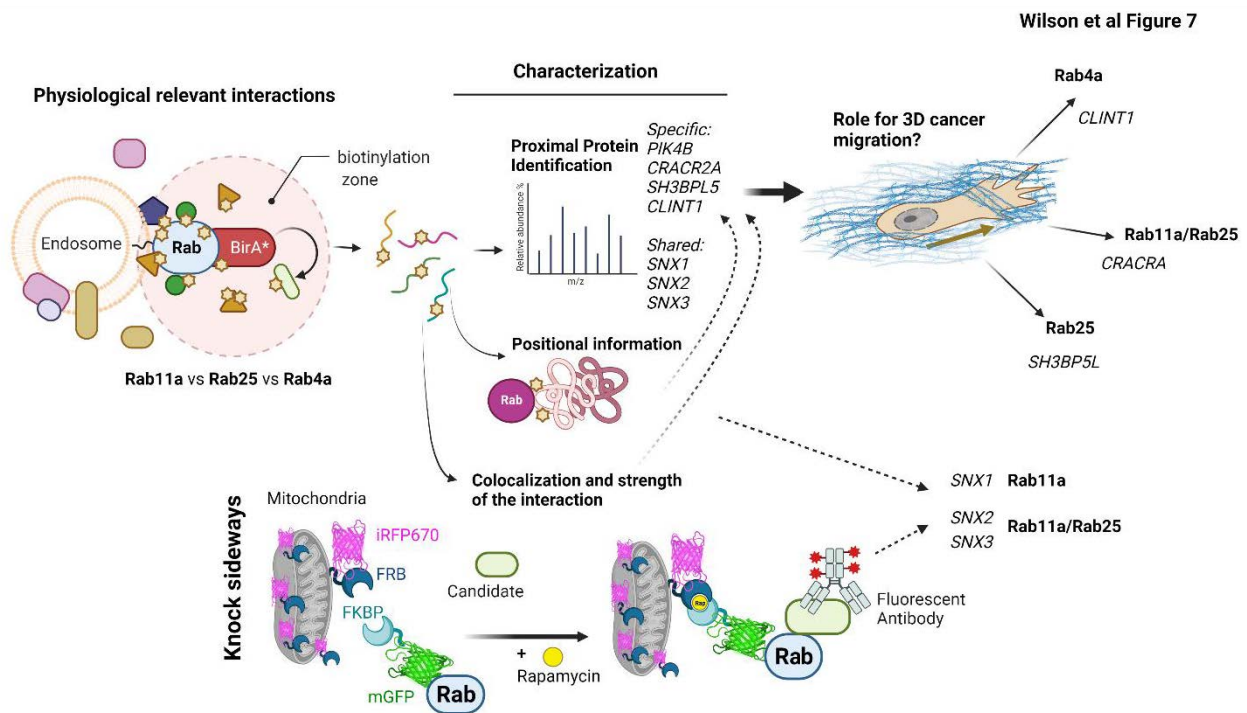 Wilson et al Figure 7
Characterization
Physiological relevant interactions
biotinylation
zone
Endosome
Rab
BirA*
Rab11a vs Rab25 vs Rab4a
Proximal Protein
Identification
Relative abundance %
m/z
Specific:
PIK4B
CRACR2A
SH3BPL5
CLINT1
Shared:
SNX1
SNX2
SNX3
Positional information
Rab
Colocalization and strength
of the interaction
Role for 3D cancer
migration?
Rab4a
CLINT1
Rab11a/Rab25
CRACRA
Rab25
SH3BP5L
SNX1 Rab11a
SNX2
SNX3
Rab11a/Rab25
Knock sideways
Mitochondria
iRFP670
FRB
FKBP
mGFP
Rab
Candidate
+
Rapamycin
Rap
Rab
Fluorescent
Antibody